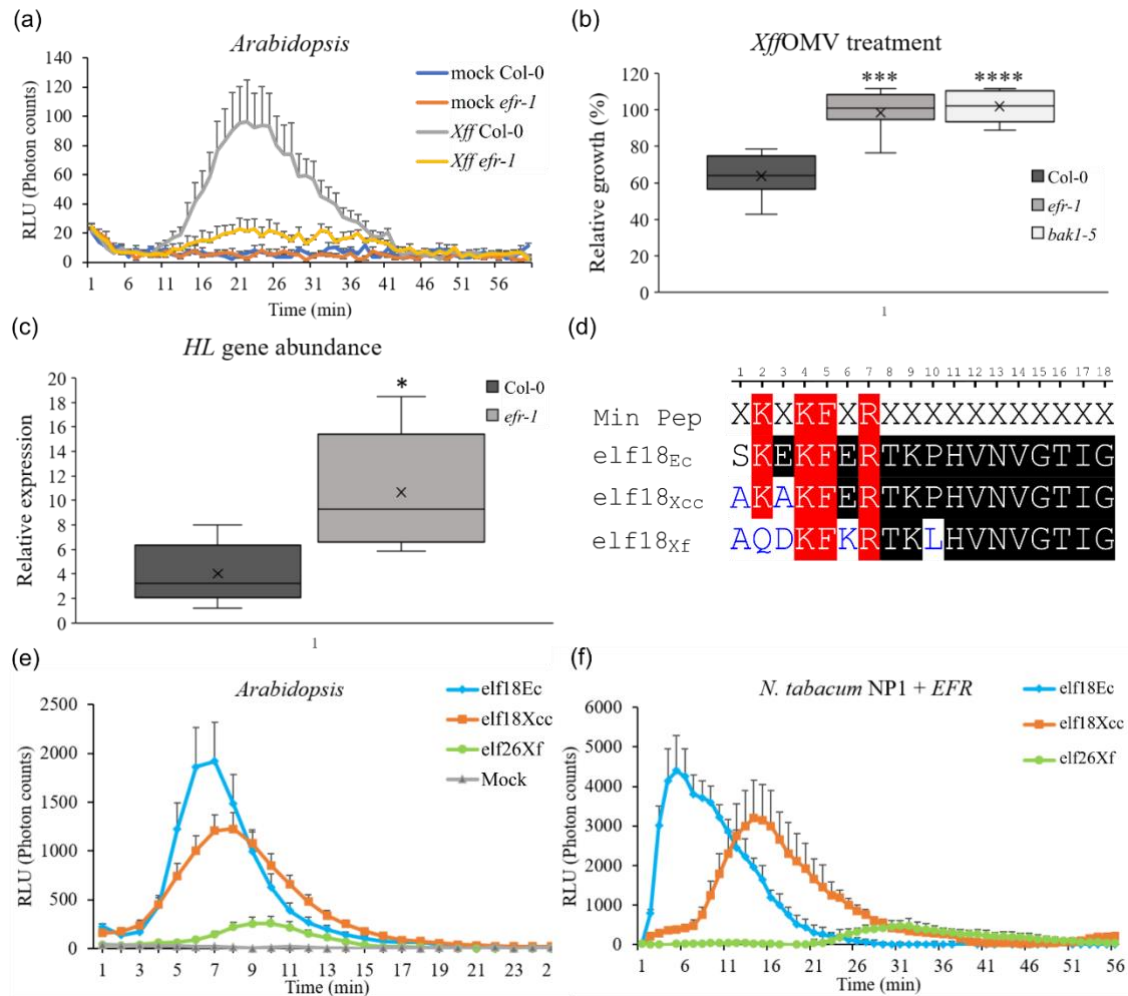 (a)
Arabidopsis
RLU (Photon counts)
140
120
100
80
60
40
20
0
1 6 11 16 21 26 31 36 41 46 51 56
Time (min)
mock Col-0
mock efr-1
Xff Col-0
Xff efr-1
(b)
XffOMV treatment
Relative growth (%)
120
100
80
60
40
20
0
*** ****
1
Col-0
efr-1
bak1-5
(c)
HL gene abundance
Relative expression
20
18
16
14
12
10
8
6
4
2
0
*
1
Col-0
efr-1
(d)
1 2 3 4 5 6 7 8 9 10 11 12 13 14 15 16 17 18
Min Pep XKXKFXRXXXXXXXXXXX
elf18Ec SKEKFERTKPHVNVGTIG
elf18Xcc AKAKFERTKPHVNVGTIG
elf18Xf AQDKFKRTKLHVNVGTIG
(e)
Arabidopsis
RLU (Photon counts)
2500
2000
1500
1000
500
0
1 3 5 7 9 11 13 15 17 19 21 23 2
Time (min)
elf18Ec
elf18Xcc
elf26Xf
Mock
(f)
N. tabacum NP1 + EFR
RLU (Photon counts)
6000
5000
4000
3000
2000
1000
0
1 6 11 16 21 26 31 36 41 46 51 56
Time (min)
elf18Ec
elf18Xcc
elf26Xf